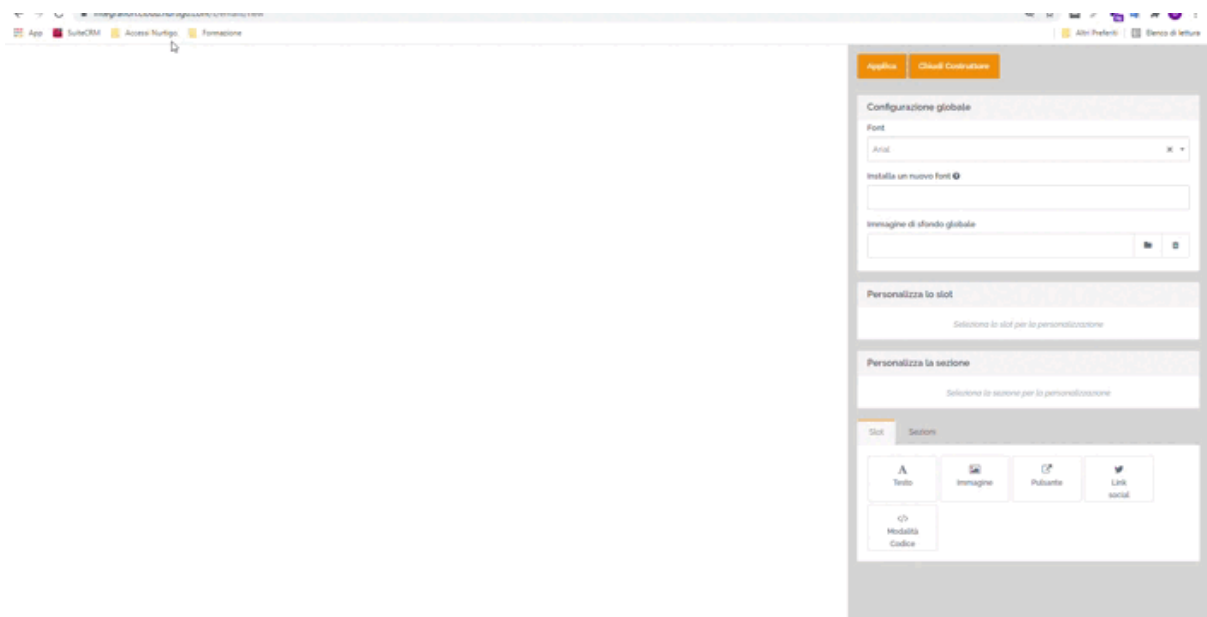 App SuiteCRM Accessi Nurtigo Formazione Altri Preferiti Elenco di lettura
Applica Chiudi Costruttore
Configurazione globale
Font
Arial
Installa un nuovo font
Immagine di sfondo globale
Personalizza lo slot
Seleziona lo slot per la personalizzazione
Personalizza la sezione
Seleziona la sezione per la personalizzazione
Slot Sezioni
A
Testo Immagine Pulsante Link
social
</>
Modalità
Codice